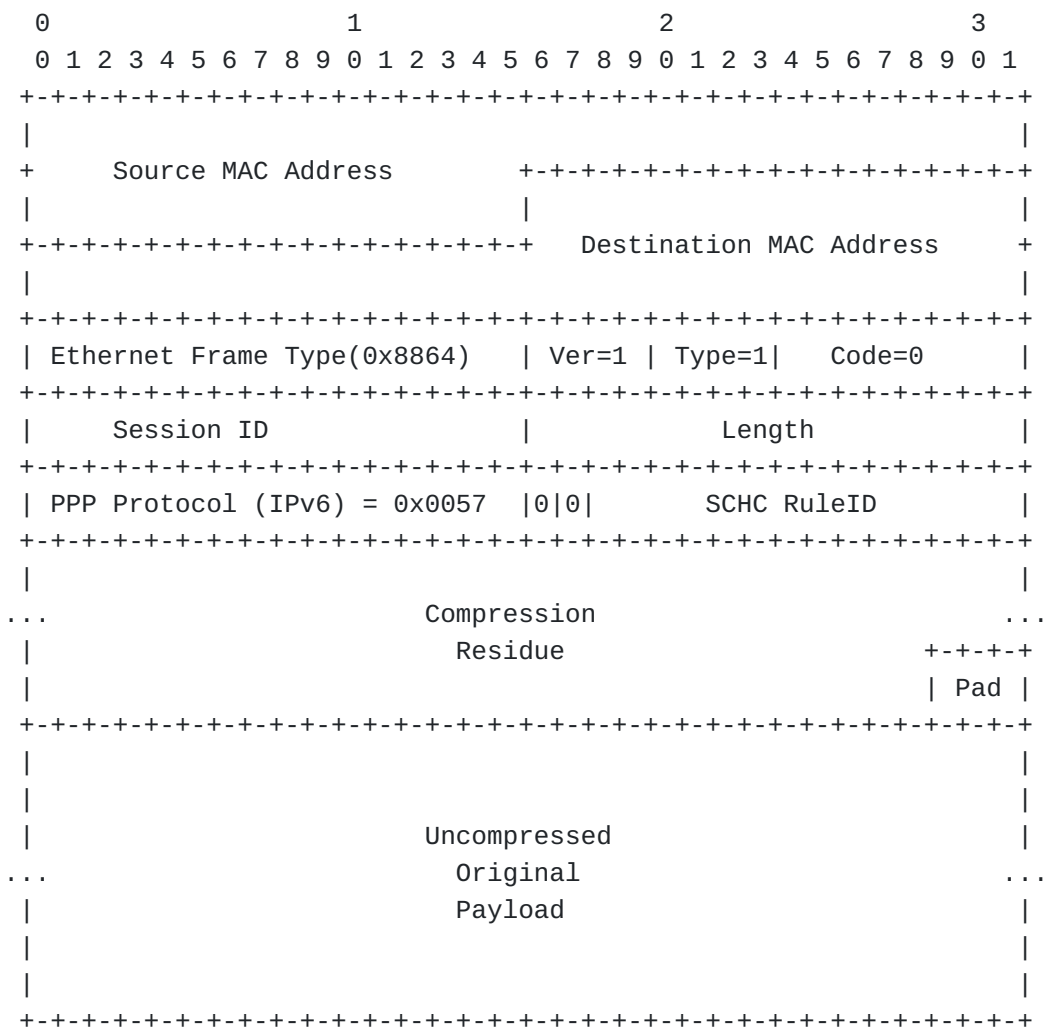 0                   1                   2                   3
  0 1 2 3 4 5 6 7 8 9 0 1 2 3 4 5 6 7 8 9 0 1 2 3 4 5 6 7 8 9 0 1
 +-+-+-+-+-+-+-+-+-+-+-+-+-+-+-+-+-+-+-+-+-+-+-+-+-+-+-+-+-+-+-+-+
 |                                                               |
 +     Source MAC Address        +-+-+-+-+-+-+-+-+-+-+-+-+-+-+-+-+
 |                               |                               |
 +-+-+-+-+-+-+-+-+-+-+-+-+-+-+-+-+   Destination MAC Address     +
 |                                                               |
 +-+-+-+-+-+-+-+-+-+-+-+-+-+-+-+-+-+-+-+-+-+-+-+-+-+-+-+-+-+-+-+-+
 | Ethernet Frame Type(0x8864)   | Ver=1 | Type=1|   Code=0      |
 +-+-+-+-+-+-+-+-+-+-+-+-+-+-+-+-+-+-+-+-+-+-+-+-+-+-+-+-+-+-+-+-+
 |     Session ID                |            Length             |
 +-+-+-+-+-+-+-+-+-+-+-+-+-+-+-+-+-+-+-+-+-+-+-+-+-+-+-+-+-+-+-+-+
 | PPP Protocol (IPv6) = 0x0057  |0|0|       SCHC RuleID         |
 +-+-+-+-+-+-+-+-+-+-+-+-+-+-+-+-+-+-+-+-+-+-+-+-+-+-+-+-+-+-+-+-+
 |                                                               |
...                        Compression                          ...
 |                           Residue                       +-+-+-+
 |                                                         | Pad |
 +-+-+-+-+-+-+-+-+-+-+-+-+-+-+-+-+-+-+-+-+-+-+-+-+-+-+-+-+-+-+-+-+
 |                                                               |
 |                                                               |
 |                         Uncompressed                          |
...                          Original                           ...
 |                           Payload                             |
 |                                                               |
 |                                                               |
 +-+-+-+-+-+-+-+-+-+-+-+-+-+-+-+-+-+-+-+-+-+-+-+-+-+-+-+-+-+-+-+-+